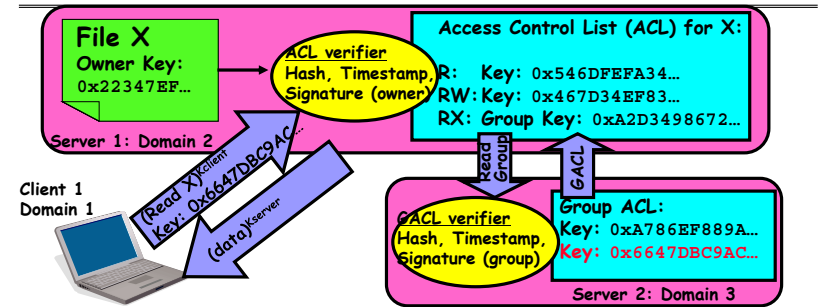 File X
Owner Key:
0x22347EF…
ACL verifier
Hash, Timestamp,
Signature (owner)
Access Control List (ACL) for X:
R: Key: 0x546DFEFA34…
RW: Key: 0x467D34EF83…
RX: Group Key: 0xA2D3498672…
Server 1: Domain 2
Client 1
Domain 1
(Read X)Kclient
Key: 0x6647DBC9AC…
(data)Kserver
Read
Group
GACL
GACL verifier
Hash, Timestamp,
Signature (group)
Group ACL:
Key: 0xA786EF889A…
Key: 0x6647DBC9AC…
Server 2: Domain 3